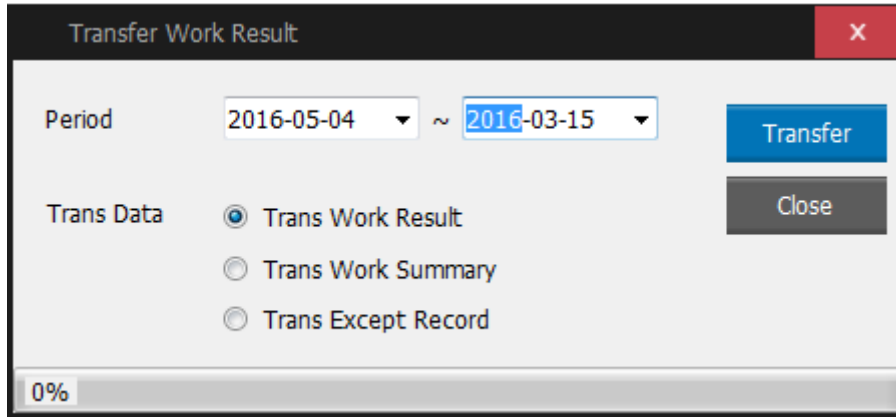 Transfer Work Result x
Period 2016-05-04 ~ 2016-03-15 Transfer
Close
Trans Data Trans Work Result
Trans Work Summary
Trans Except Record
0%